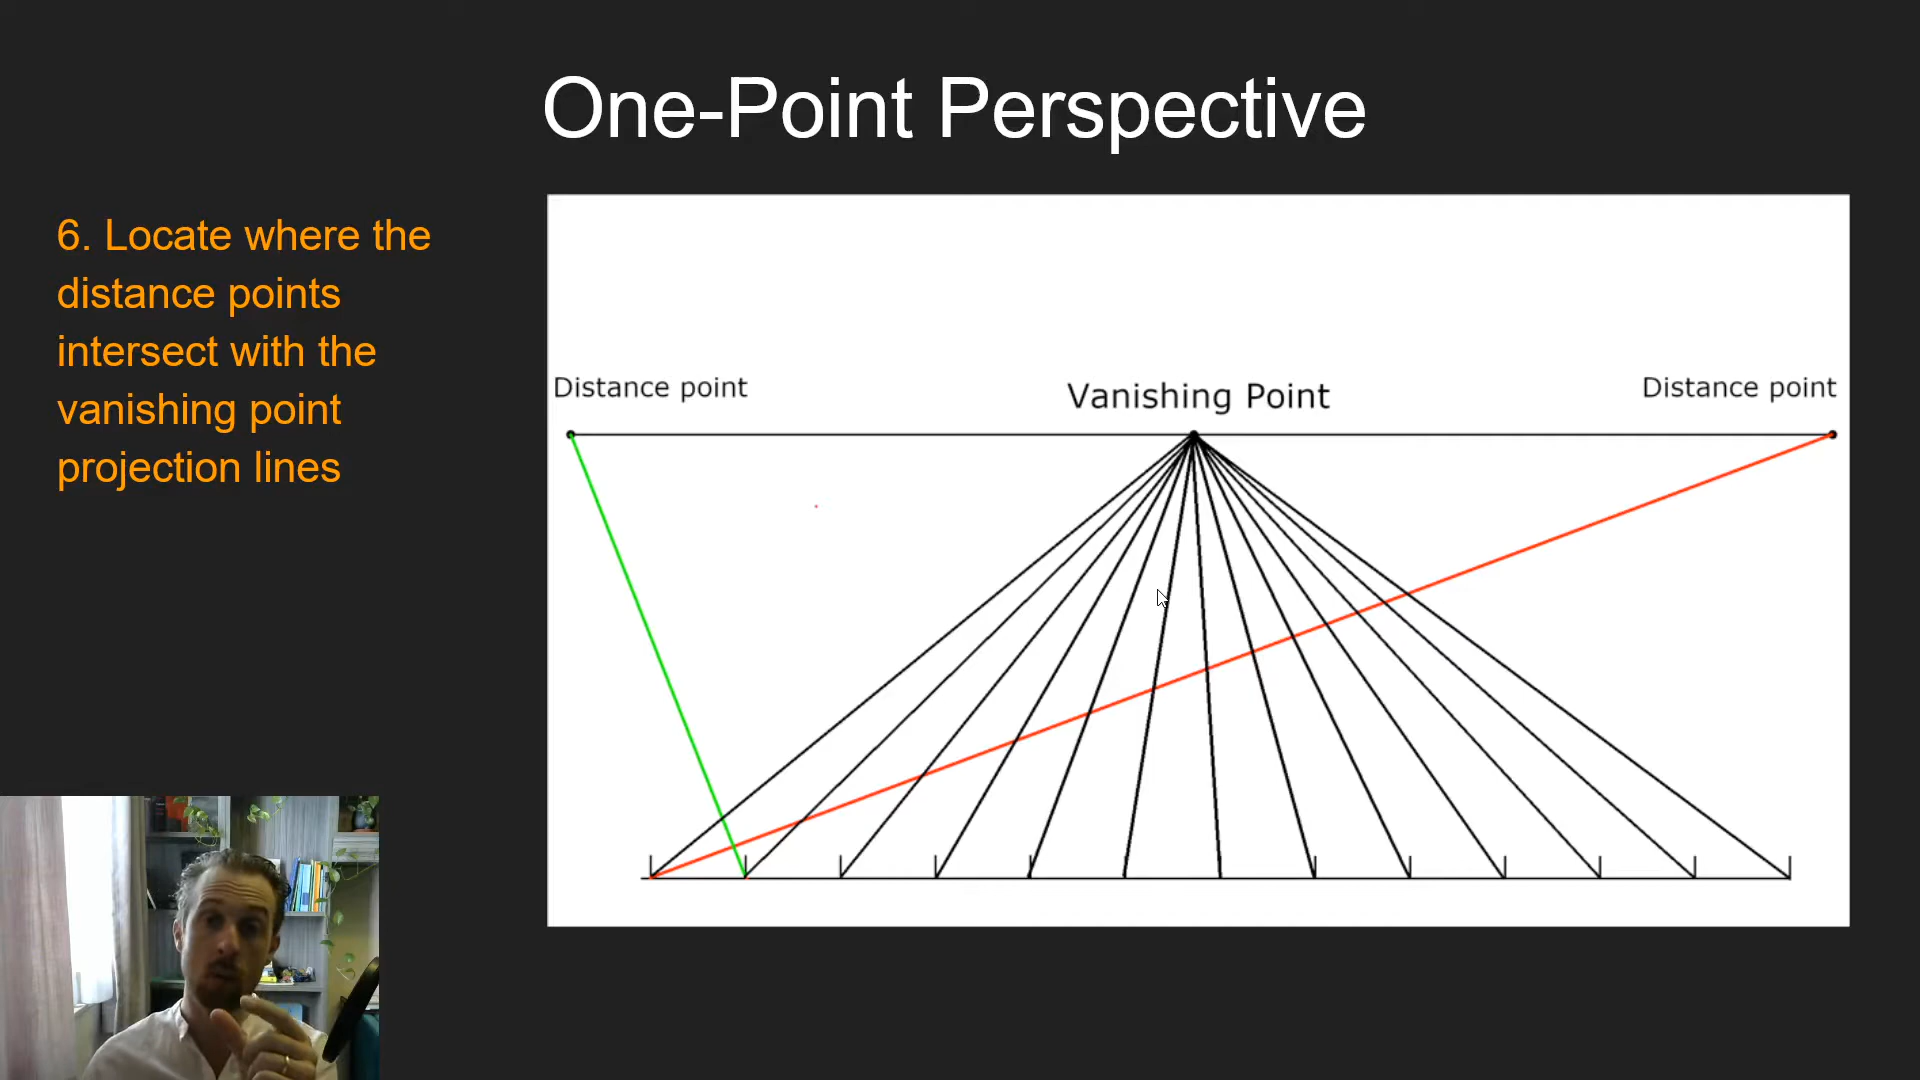 One-Point Perspective
6. Locate where the
distance points
intersect with the
vanishing point
projection lines
Distance point
Vanishing Point
Distance point